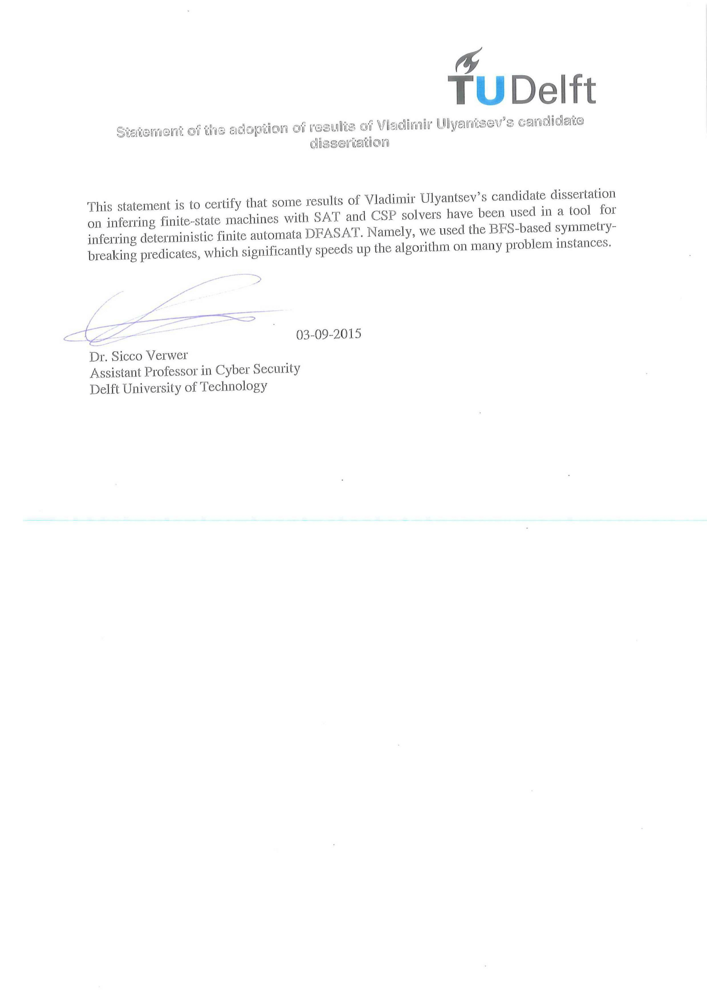 TU Delft
Statement of the adoption of results of Vladimir Ulyantsev's candidate
dissertation
This statement is to certify that some results of Vladimir Ulyantsev's candidate dissertation
on inferring finite-state machines with SAT and CSP solvers have been used in a tool for
inferring deterministic finite automata DFASAT. Namely, we used the BFS-based symmetry-
breaking predicates, which significantly speeds up the algorithm on many problem instances.
03-09-2015
Dr. Sicco Verwer
Assistant Professor in Cyber Security
Delft University of Technology